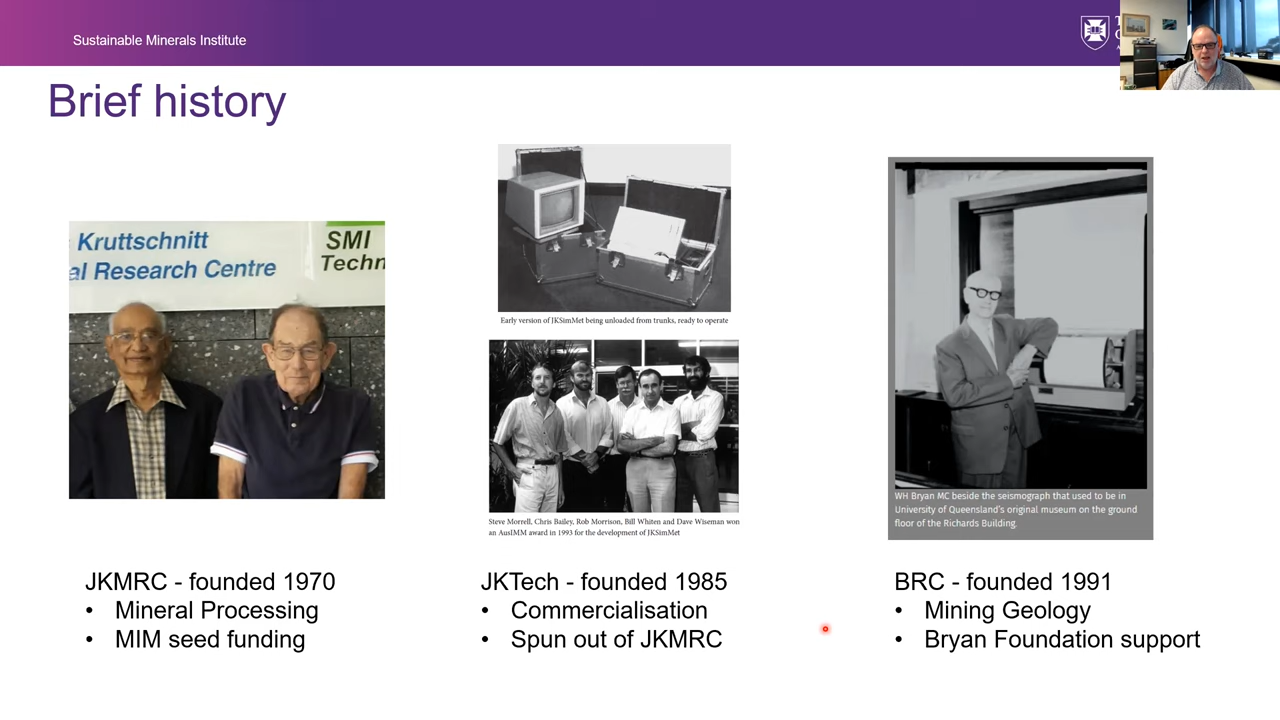 Sustainable Minerals Institute
Brief history
Kruttschnitt
al Research Centre
SMI
Techn
JKMRC - founded 1970
• Mineral Processing
• MIM seed funding
Early version of JKSimMet being unloaded from trunks, ready to operate
Steve Morrell, Chris Bailey, Rob Morrison, Bill Whiten and Dave Wiseman won
an AusIMM award in 1993 for the development of JKSimMet
JKTech - founded 1985
• Commercialisation
• Spun out of JKMRC
WH Bryan MC beside the seismograph that used to be in
University of Queensland's original museum on the ground
floor of the Richards Building.
BRC - founded 1991
• Mining Geology
• Bryan Foundation support